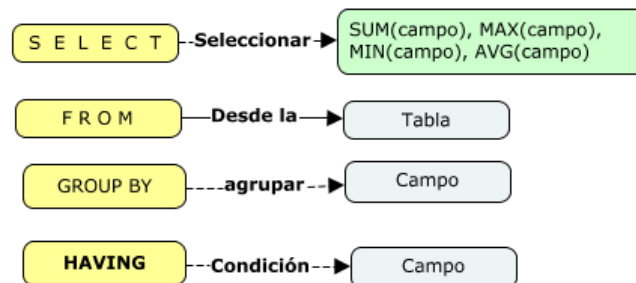 S E L E C T Seleccionar SUM(campo), MAX(campo),
MIN(campo), AVG(campo)
F R O M Desde la Tabla
GROUP BY agrupar Campo
HAVING Condición Campo